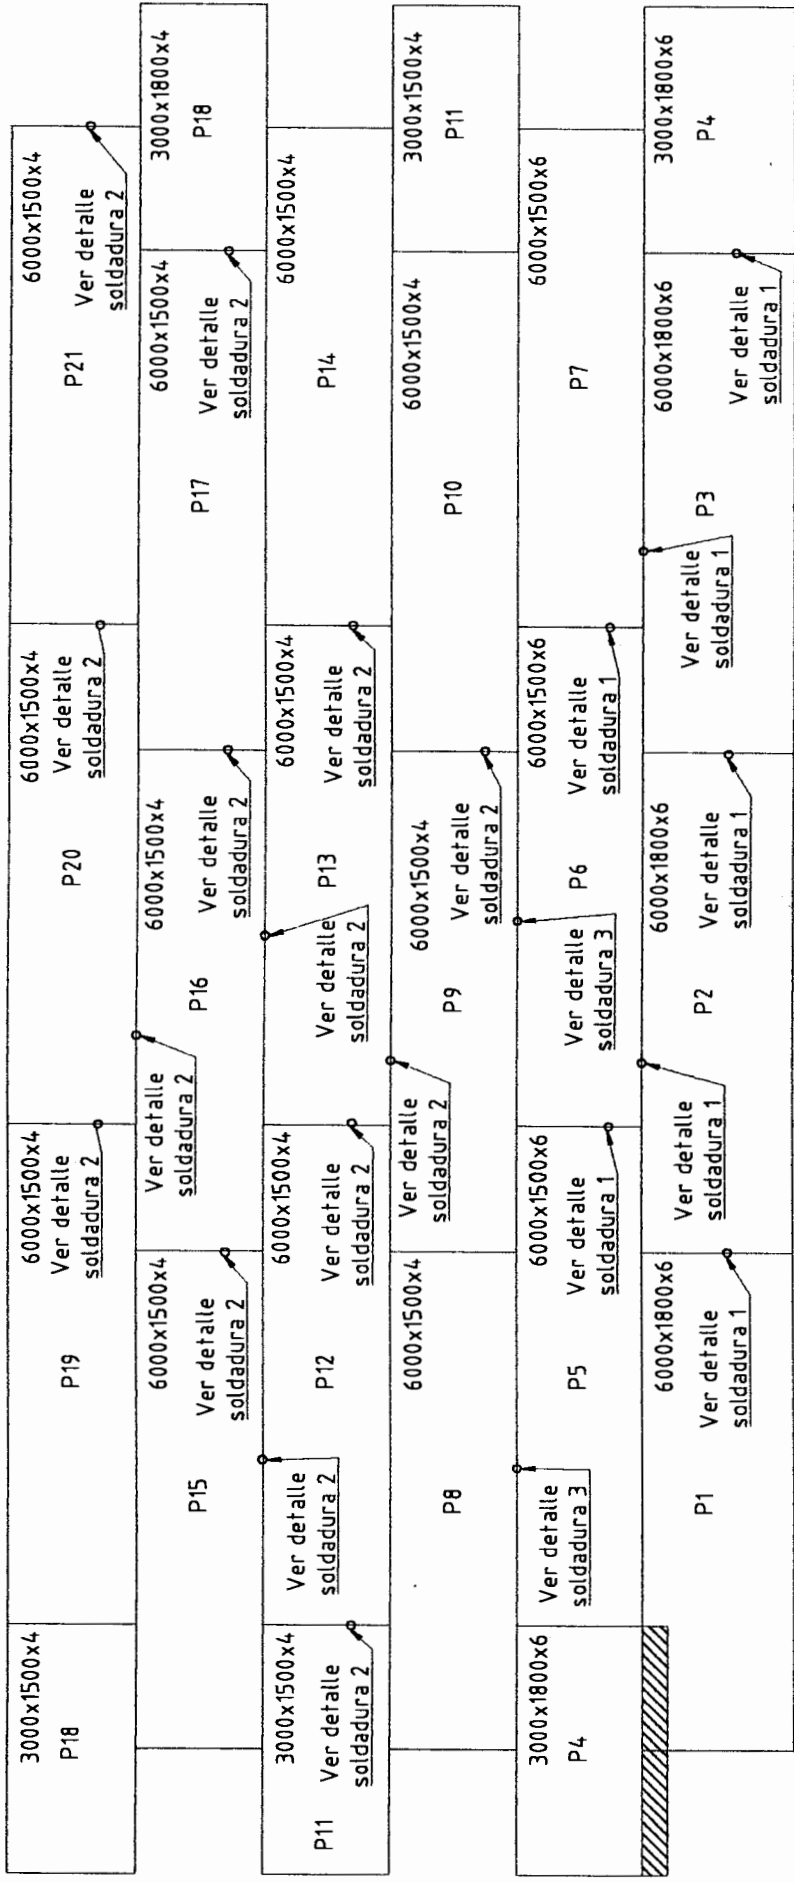 3000x1500x4
P18
P19
6000x1500x4
Ver detalle
soldadura 2
P20
6000x1500x4
Ver detalle
soldadura 2
P21
6000x1500x4
Ver detalle
soldadura 2
P15
6000x1500x4
Ver detalle
soldadura 2
Ver detalle
soldadura 2
P16
6000x1500x4
Ver detalle
soldadura 2
P17
6000x1500x4
Ver detalle
soldadura 2
3000x1800x4
P18
3000x1500x4
P11
Ver detalle
soldadura 2
Ver detalle
soldadura 2
P12
6000x1500x4
Ver detalle
soldadura 2
Ver detalle
soldadura 2
P13
6000x1500x4
Ver detalle
soldadura 2
P14
6000x1500x4
P8
6000x1500x4
Ver detalle
soldadura 2
P9
6000x1500x4
Ver detalle
soldadura 2
P10
6000x1500x4
3000x1500x4
P11
3000x1800x6
P4
Ver detalle
soldadura 3
P5
6000x1500x6
Ver detalle
soldadura 1
Ver detalle
soldadura 3
P6
6000x1500x6
Ver detalle
soldadura 1
P7
6000x1500x6
P1
6000x1800x6
Ver detalle
soldadura 1
Ver detalle
soldadura 1
P2
6000x1800x6
Ver detalle
soldadura 1
Ver detalle
soldadura 1
P3
6000x1800x6
Ver detalle
soldadura 1
3000x1800x6
P4